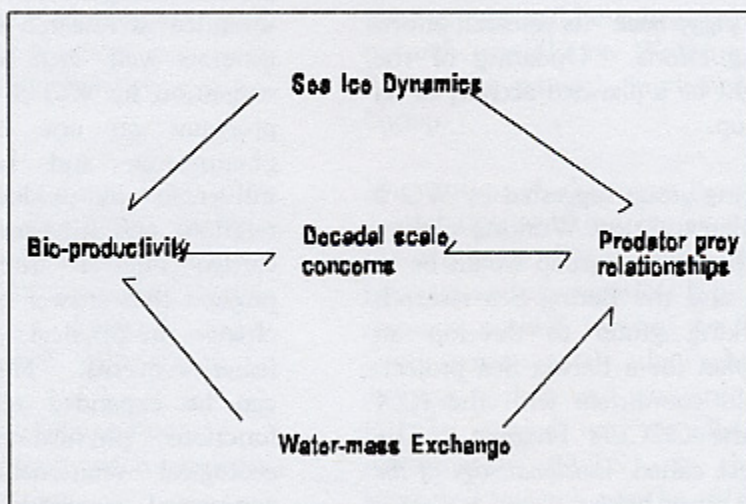 Sea Ice Dynamics
Bio-productivity
Decadal scale
concerns
Predator prey
relationships
Water-mass Exchange